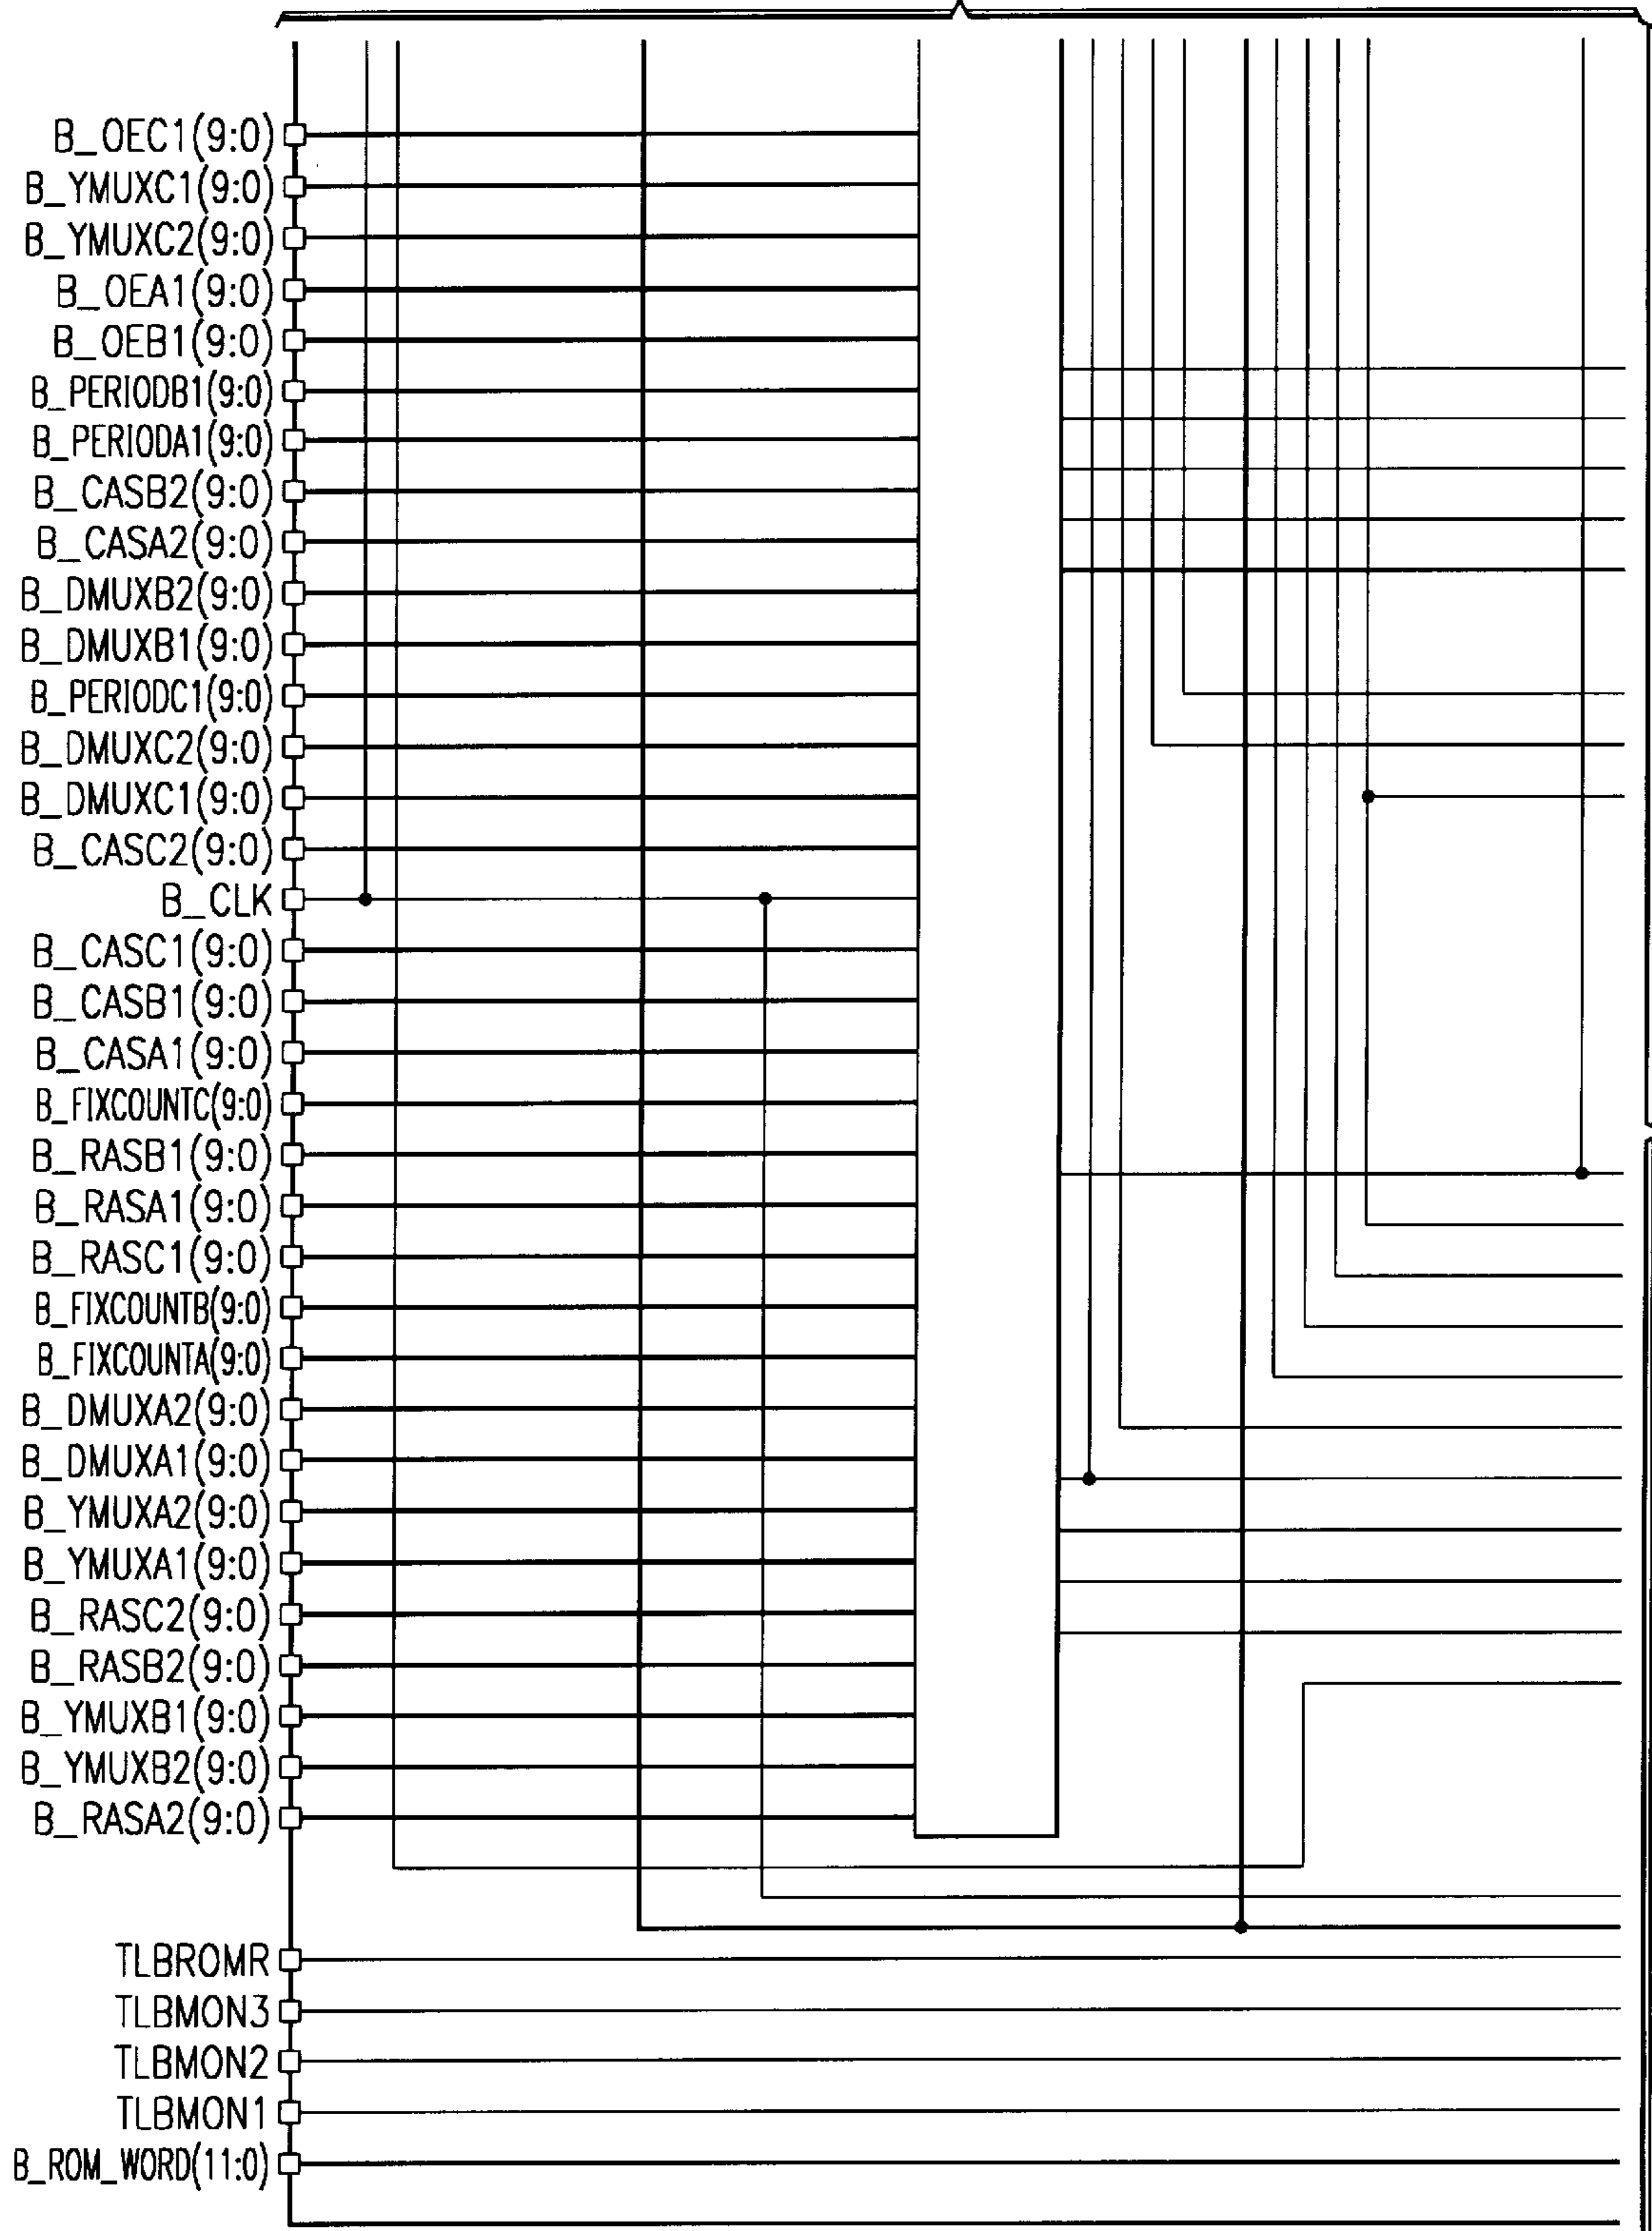 B_OEC1(9:0)
B_YMUXC1(9:0)
B_YMUXC2(9:0)
B_OEA1(9:0)
B_OEB1(9:0)
B_PERIODB1(9:0)
B_PERIODA1(9:0)
B_CASB2(9:0)
B_CASA2(9:0)
B_DMUXB2(9:0)
B_DMUXB1(9:0)
B_PERIODC1(9:0)
B_DMUXC2(9:0)
B_DMUXC1(9:0)
B_CASC2(9:0)
B_CLK
B_CASC1(9:0)
B_CASB1(9:0)
B_CASA1(9:0)
B_FIXCOUNTC(9:0)
B_RASB1(9:0)
B_RASA1(9:0)
B_RASC1(9:0)
B_FIXCOUNTB(9:0)
B_FIXCOUNTA(9:0)
B_DMUXA2(9:0)
B_DMUXA1(9:0)
B_YMUXA2(9:0)
B_YMUXA1(9:0)
B_RASC2(9:0)
B_RASB2(9:0)
B_YMUXB1(9:0)
B_YMUXB2(9:0)
B_RASA2(9:0)
TLBROMR
TLBMON3
TLBMON2
TLBMON1
B_ROM_WORD(11:0)